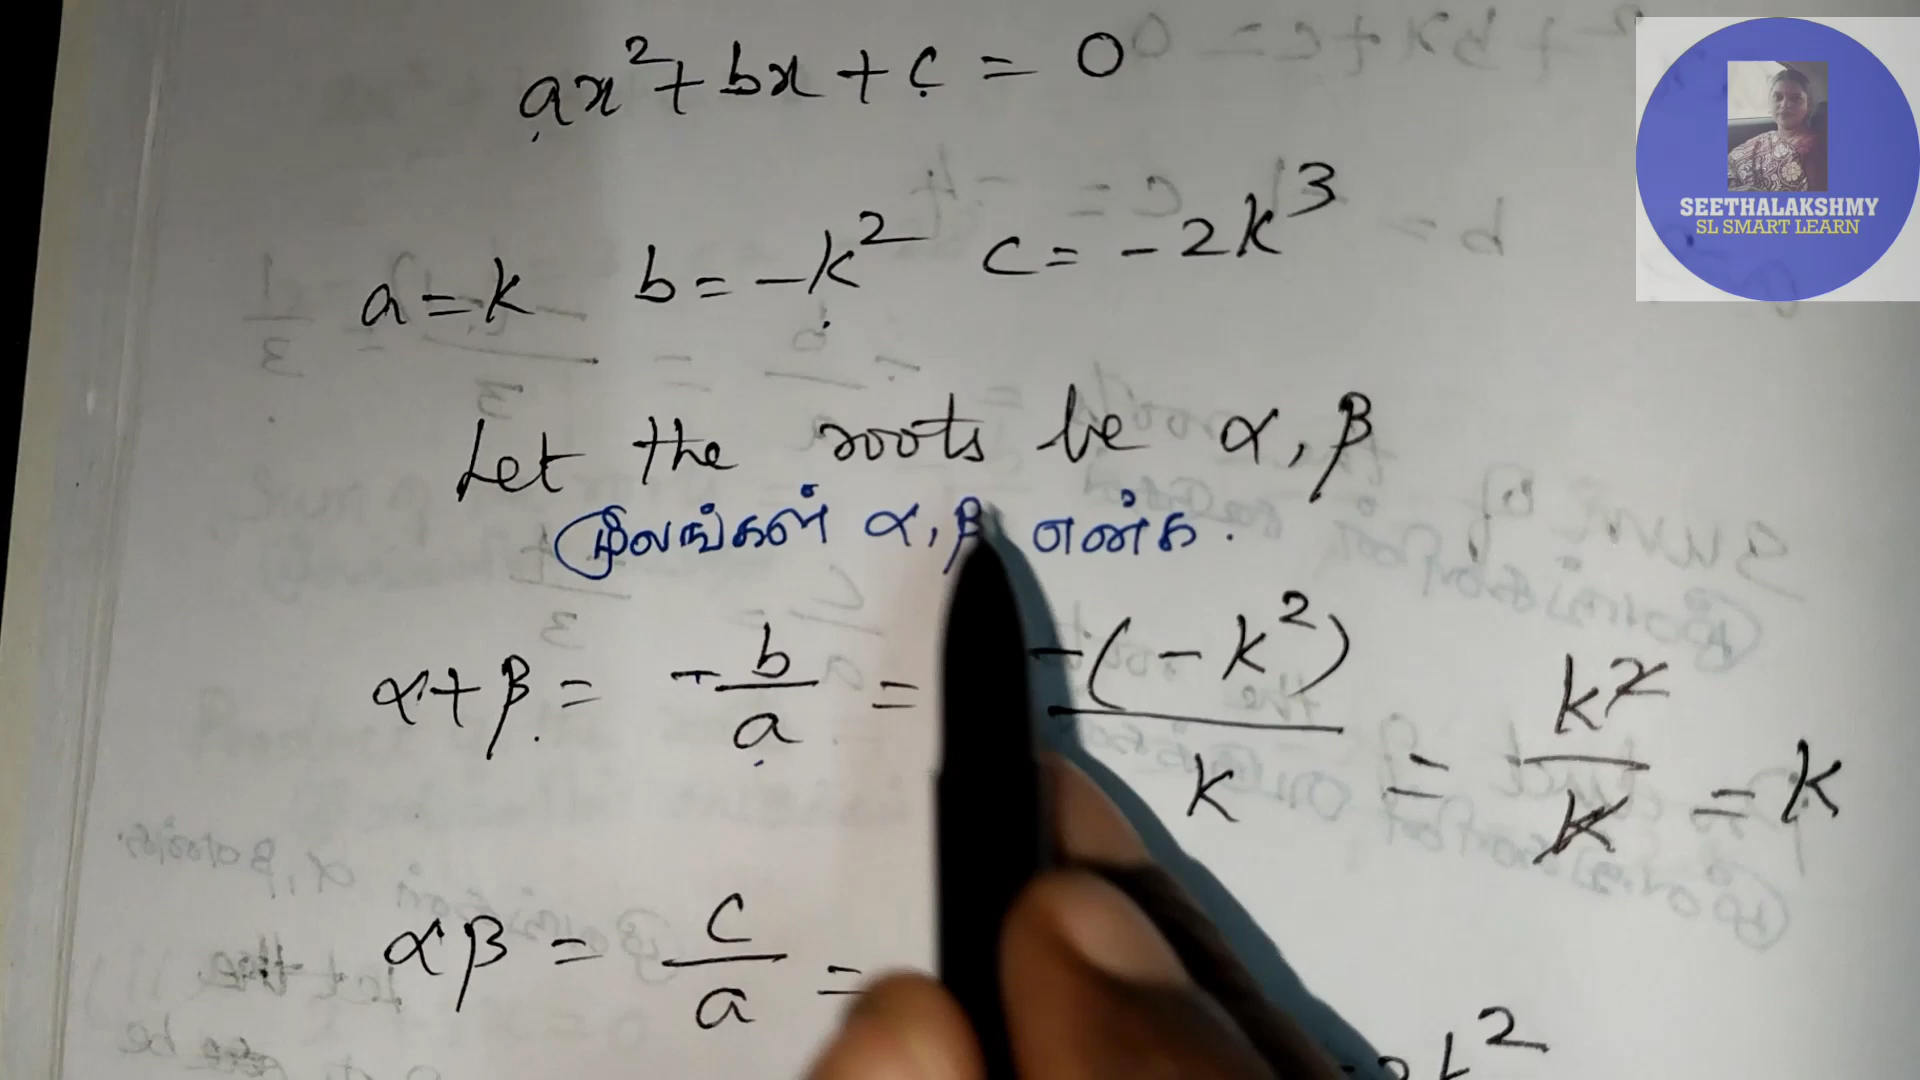 ax² + bx + c = 0
a = k b = -k² c = -2k³
Let the roots be α, β
மூலங்கள் α, β என்க.
α+β = -b/a = -(-k²)/k = k²/k = k
αβ = c/a =
SEETHALAKSHMY
SL SMART LEARN